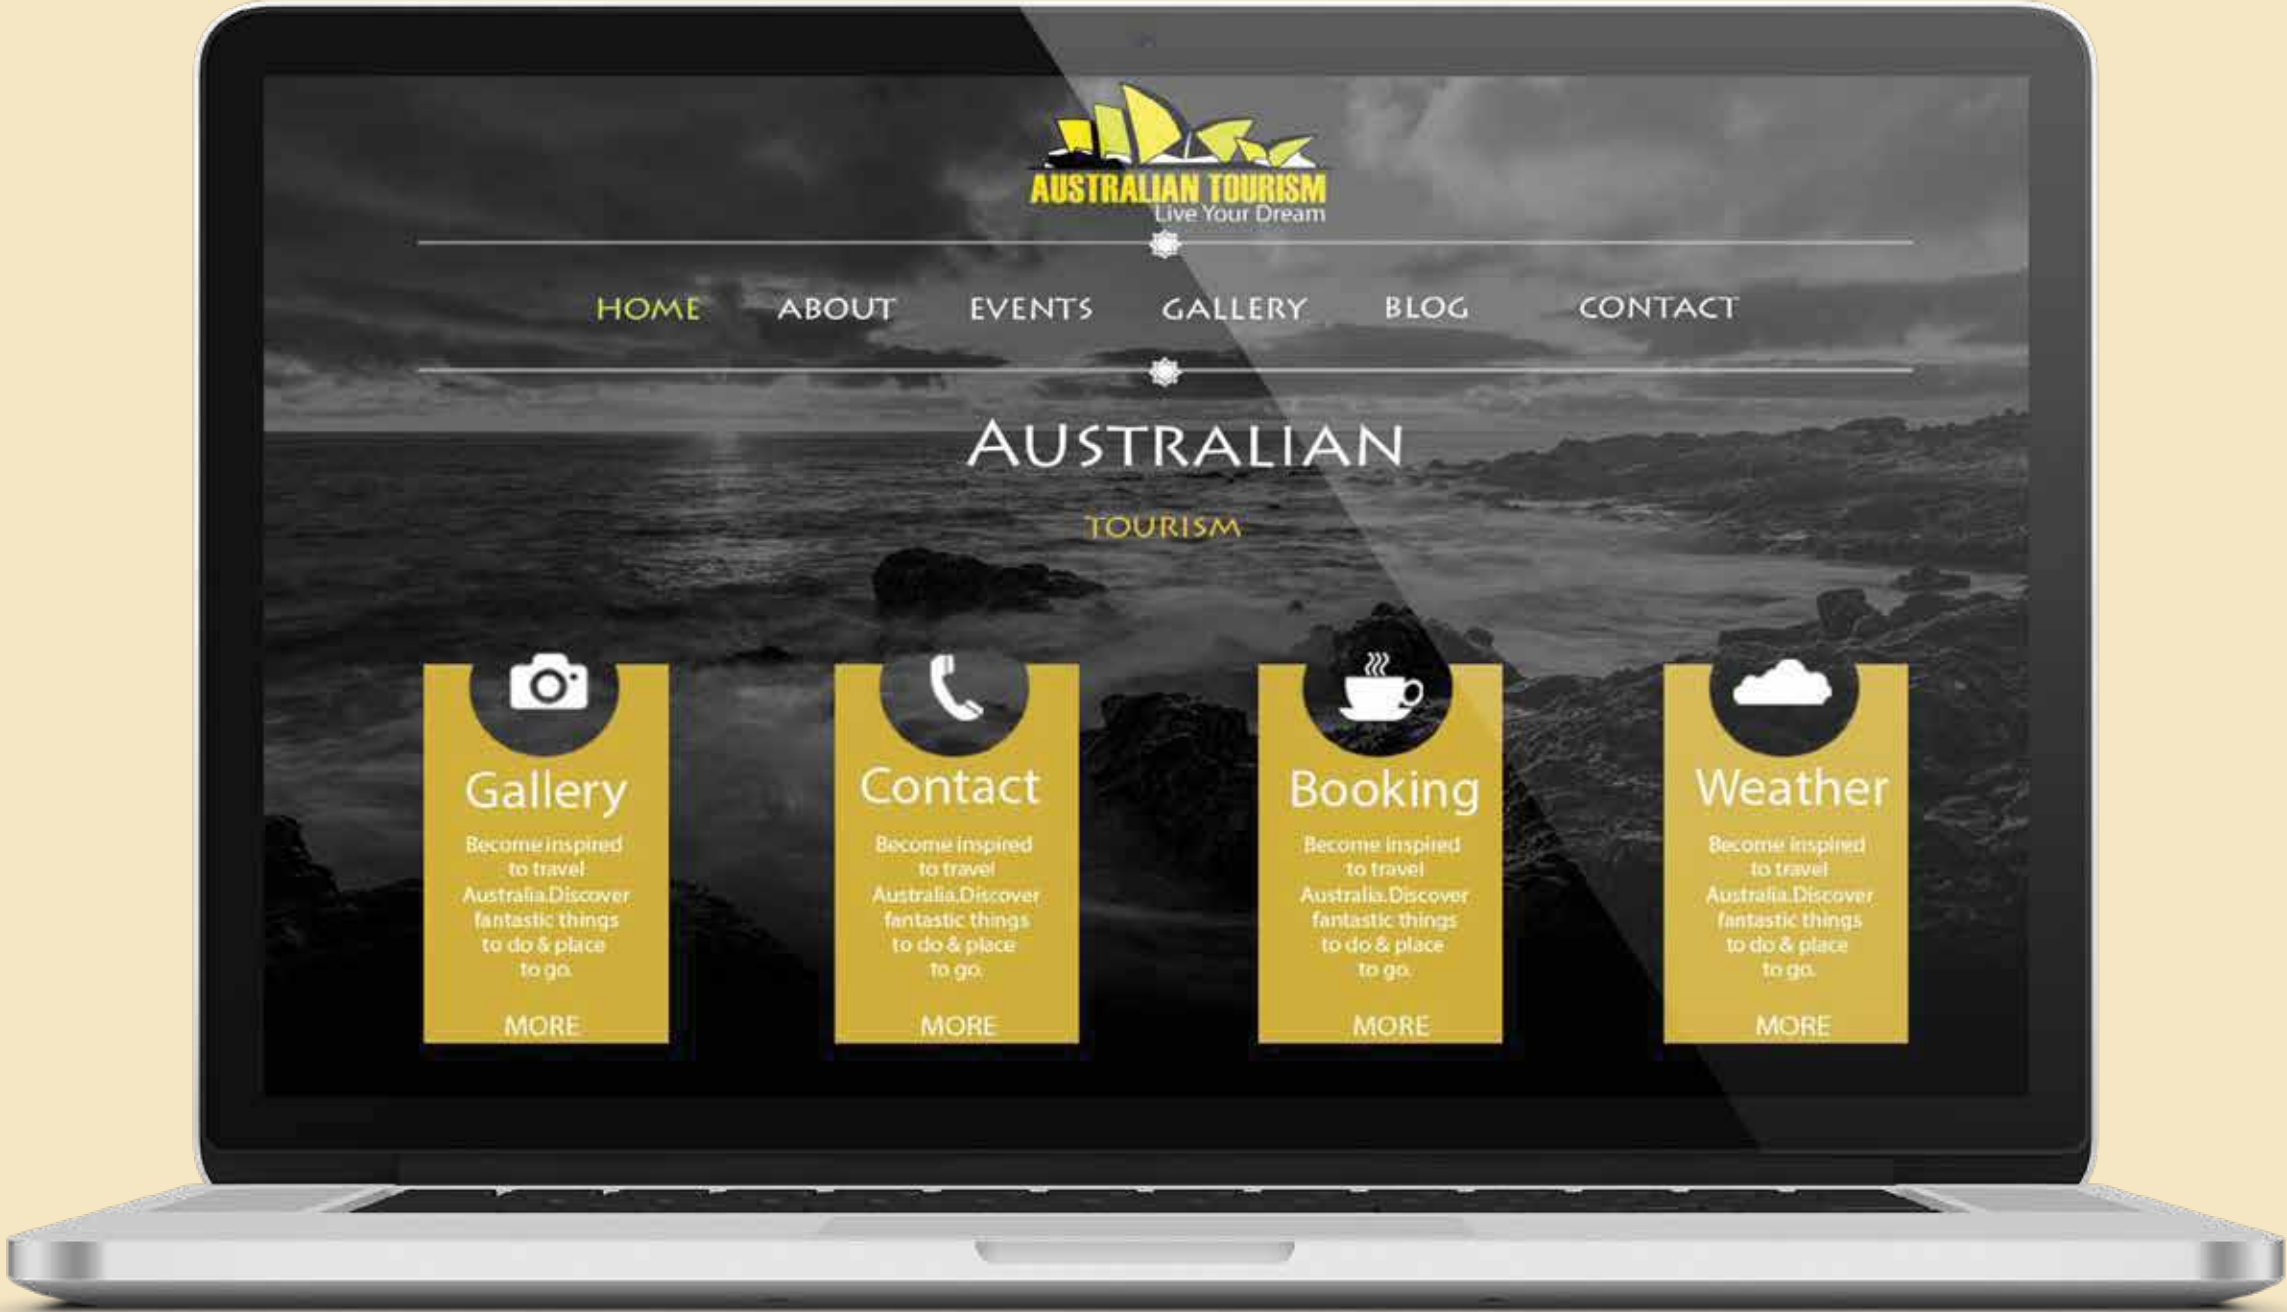 AUSTRALIAN TOURISM
Live Your Dream
HOME ABOUT EVENTS GALLERY BLOG CONTACT
AUSTRALIAN
TOURISM
Gallery
Become inspired
to travel
Australia.Discover
fantastic things
to do & place
to go.
MORE
Contact
Become inspired
to travel
Australia.Discover
fantastic things
to do & place
to go.
MORE
Booking
Become inspired
to travel
Australia.Discover
fantastic things
to do & place
to go.
MORE
Weather
Become inspired
to travel
Australia.Discover
fantastic things
to do & place
to go.
MORE